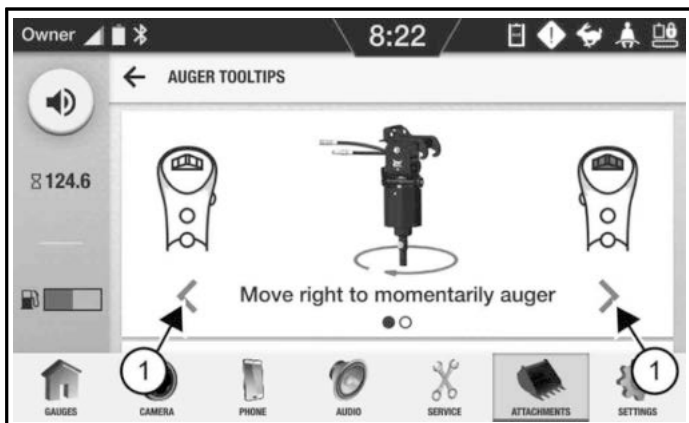 Owner
8:22
← AUGER TOOLTIPS
124.6
Move right to momentarily auger
1
1
GAUGES
CAMERA
PHONE
AUDIO
SERVICE
ATTACHMENTS
SETTINGS